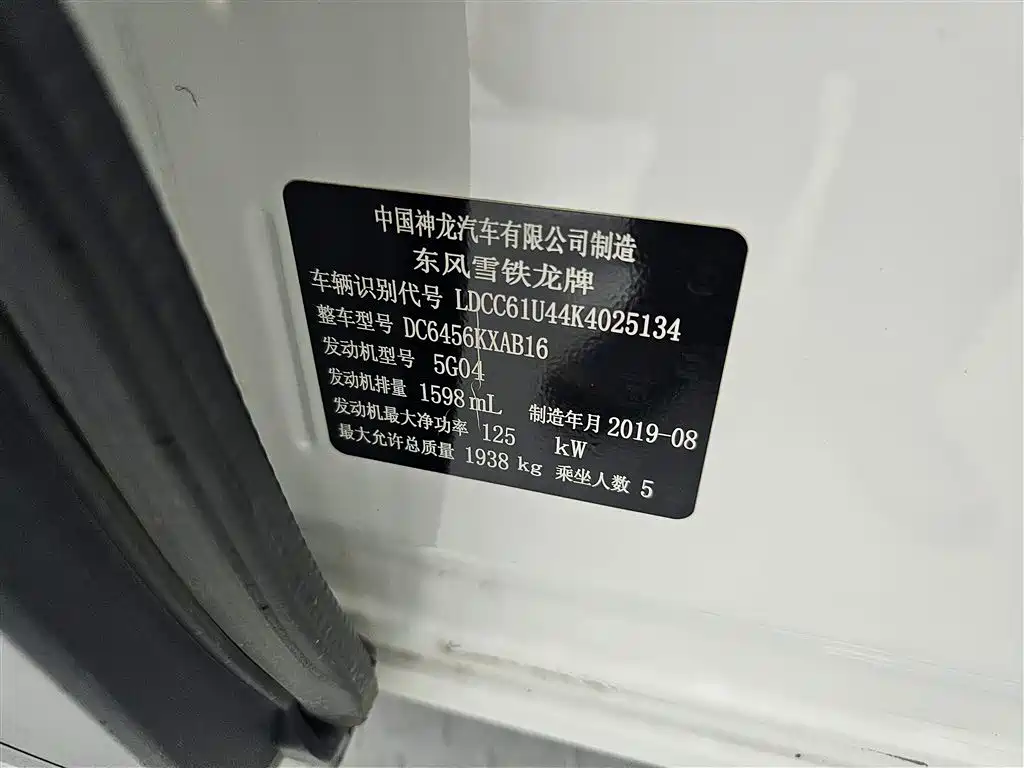 中国神龙汽车有限公司制造
东风雪铁龙牌
车辆识别代号 LDCC61U44K4025134
整车型号 DC6456KXAB16
发动机型号 5G04
发动机排量 1598 mL 制造年月 2019-08
发动机最大净功率 125 kW
最大允许总质量 1938 kg 乘坐人数 5